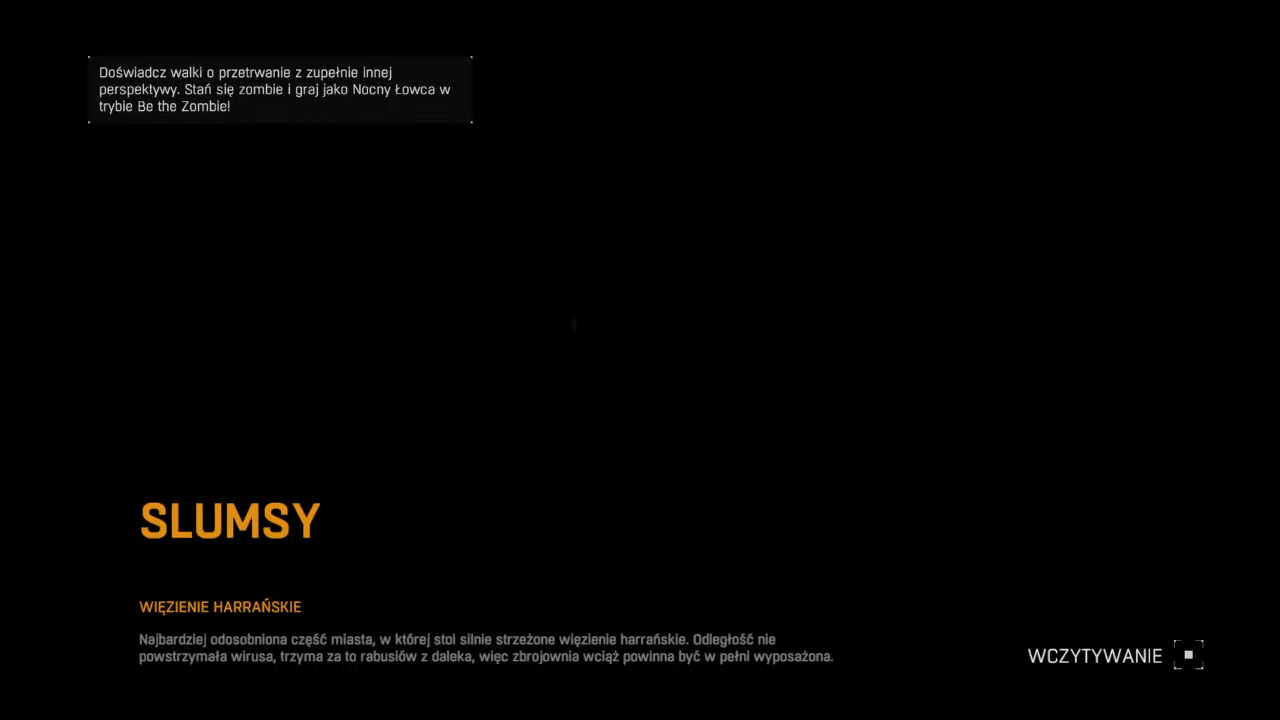 Doświadcz walki o przetrwanie z zupełnie innej
perspektywy. Stań się zombie i graj jako Nocny Łowca w
trybie Be the Zombie!
SLUMSY
WIĘZIENIE HARRAŃSKIE
Najbardziej odosobniona część miasta, w której stoi silnie strzeżone więzienie harrańskie. Odległość nie
powstrzymała wirusa, trzyma za to rabusiów z daleka, więc zbrojownia wciąż powinna być w pełni wyposażona.
WCZYTYWANIE